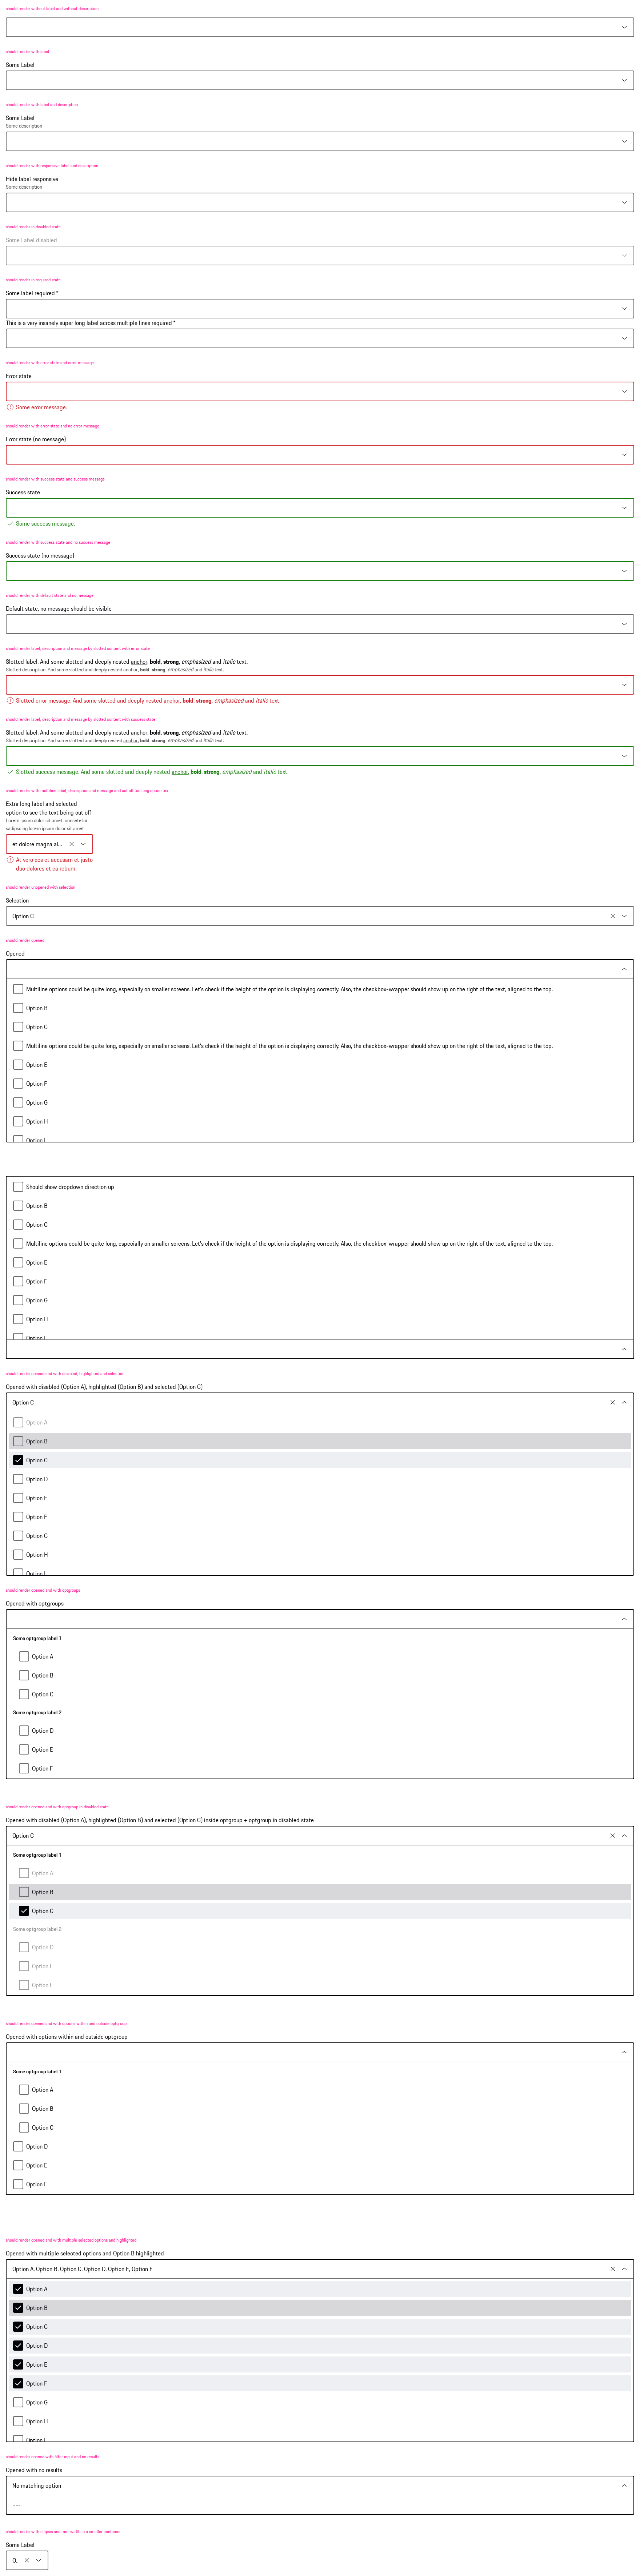 should render without label and without description
should render with label
Some Label
should render with label and description
Some Label
Some description
should render with responsive label and description
Hide label responsive
Some description
should render in disabled state
Some Label disabled
should render in required state
Some label required *
This is a very insanely super long label across multiple lines required *
should render with error state and error message
Error state
Some error message.
should render with error state and no error message
Error state (no message)
should render with success state and success message
Success state
Some success message.
should render with success state and no success message
Success state (no message)
should render with default state and no message
Default state, no message should be visible
should render label, description and message by slotted content with error state
Slotted label. And some slotted and deeply nested anchor, bold, strong, emphasized and italic text.
Slotted description. And some slotted and deeply nested anchor, bold, strong, emphasized and italic text.
Slotted error message. And some slotted and deeply nested anchor, bold, strong, emphasized and italic text.
should render label, description and message by slotted content with success state
Slotted label. And some slotted and deeply nested anchor, bold, strong, emphasized and italic text.
Slotted description. And some slotted and deeply nested anchor, bold, strong, emphasized and italic text.
Slotted success message. And some slotted and deeply nested anchor, bold, strong, emphasized and italic text.
should render with multiline label, description and message and cut off too long option text
Extra long label and selected
option to see the text being cut off
Lorem ipsum dolor sit amet, consetetur
sadipscing lorem ipsum dolor sit amet
et dolore magna al...
At vero eos et accusam et justo
duo dolores et ea rebum.
should render unopened with selection
Selection
Option C
should render opened
Opened
Multiline options could be quite long, especially on smaller screens. Let's check if the height of the option is displaying correctly. Also, the checkbox-wrapper should show up on the right of the text, aligned to the top.
Option B
Option C
Multiline options could be quite long, especially on smaller screens. Let's check if the height of the option is displaying correctly. Also, the checkbox-wrapper should show up on the right of the text, aligned to the top.
Option E
Option F
Option G
Option H
Option I
Should show dropdown direction up
Option B
Option C
Multiline options could be quite long, especially on smaller screens. Let's check if the height of the option is displaying correctly. Also, the checkbox-wrapper should show up on the right of the text, aligned to the top.
Option E
Option F
Option G
Option H
Option I
should render opened and with disabled, highlighted and selected
Opened with disabled (Option A), highlighted (Option B) and selected (Option C)
Option C
Option A
Option B
Option C
Option D
Option E
Option F
Option G
Option H
Option I
should render opened and with optgroups
Opened with optgroups
Some optgroup label 1
Option A
Option B
Option C
Some optgroup label 2
Option D
Option E
Option F
should render opened and with optgroup in disabled state
Opened with disabled (Option A), highlighted (Option B) and selected (Option C) inside optgroup + optgroup in disabled state
Option C
Some optgroup label 1
Option A
Option B
Option C
Some optgroup label 2
Option D
Option E
Option F
should render opened and with options within and outside optgroup
Opened with options within and outside optgroup
Some optgroup label 1
Option A
Option B
Option C
Option D
Option E
Option F
should render opened and with multiple selected options and highlighted
Opened with multiple selected options and Option B highlighted
Option A, Option B, Option C, Option D, Option E, Option F
Option A
Option B
Option C
Option D
Option E
Option F
Option G
Option H
Option I
should render opened with filter input and no results
Opened with no results
No matching option
---
should render with ellipsis and min-width in a smaller container
Some Label
O...